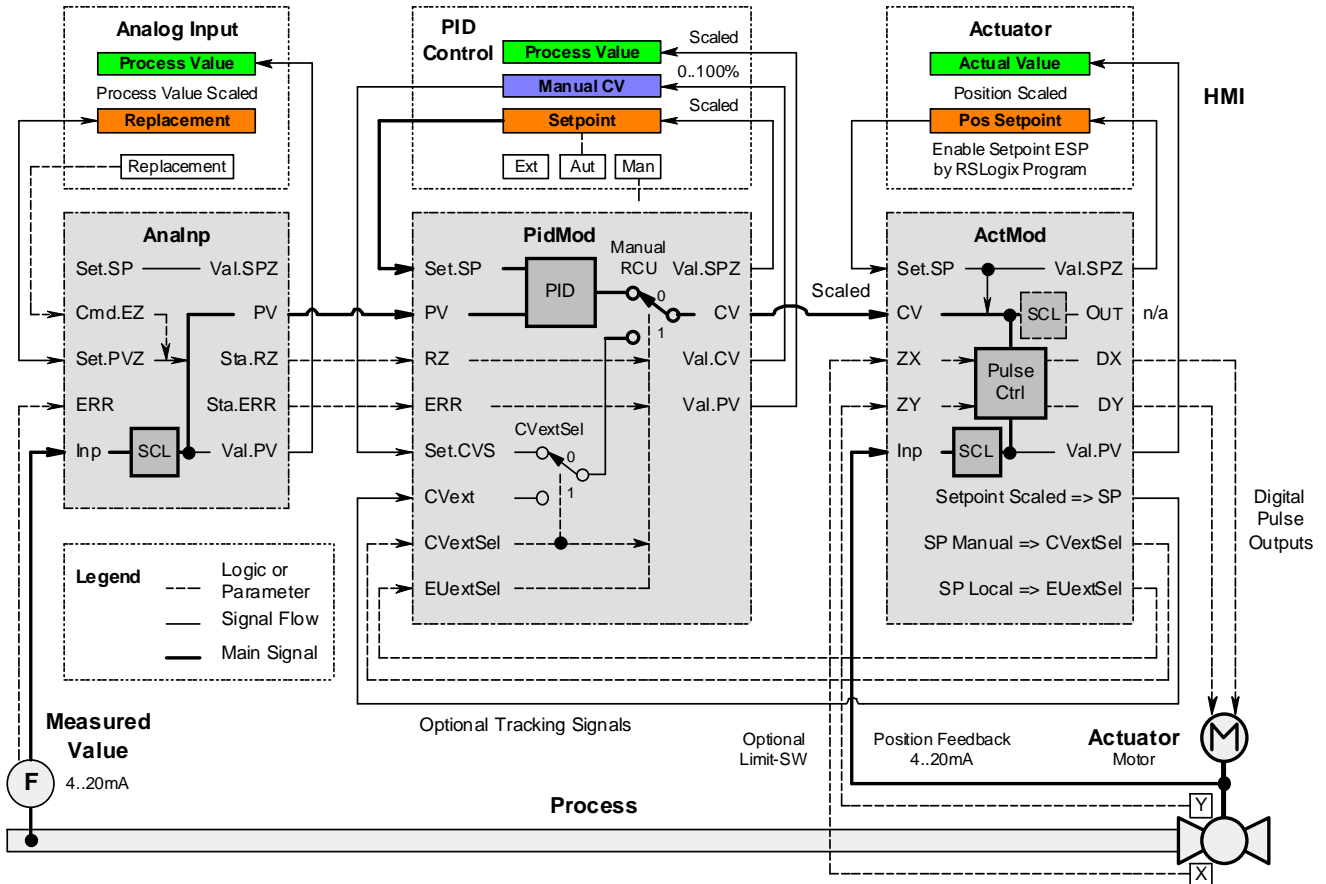 Analog Input
Process Value
Process Value Scaled
Replacement
Replacement
PID
Control
Process Value
Manual CV
Setpoint
Ext
Aut
Man
Scaled
0..100%
Scaled
Actuator
Actual Value
Position Scaled
Pos Setpoint
Enable Setpoint ESP
by RSLogix Program
HMI
AnaInp
Set.SP
Val.SPZ
Cmd.EZ
PV
Set.PVZ
Sta.RZ
ERR
Sta.ERR
Inp
SCL
Val.PV
PidMod
Manual
RCU
Set.SP
PID
Val.SPZ
0
PV
CV
1
RZ
Val.CV
ERR
Val.PV
CVextSel
Set.CVS
0
CVext
1
CVextSel
EUextSel
Scaled
ActMod
Set.SP
Val.SPZ
CV
SCL
OUT
n/a
ZX
Pulse
Ctrl
DX
ZY
DY
Inp
SCL
Val.PV
Setpoint Scaled => SP
SP Manual => CVextSel
SP Local => EUextSel
Digital
Pulse
Outputs
Legend
Logic or
Parameter
Signal Flow
Main Signal
Measured
Value
F
4..20mA
Optional Tracking Signals
Optional
Limit-SW
Position Feedback
4..20mA
Actuator
Motor
M
Process
Y
X